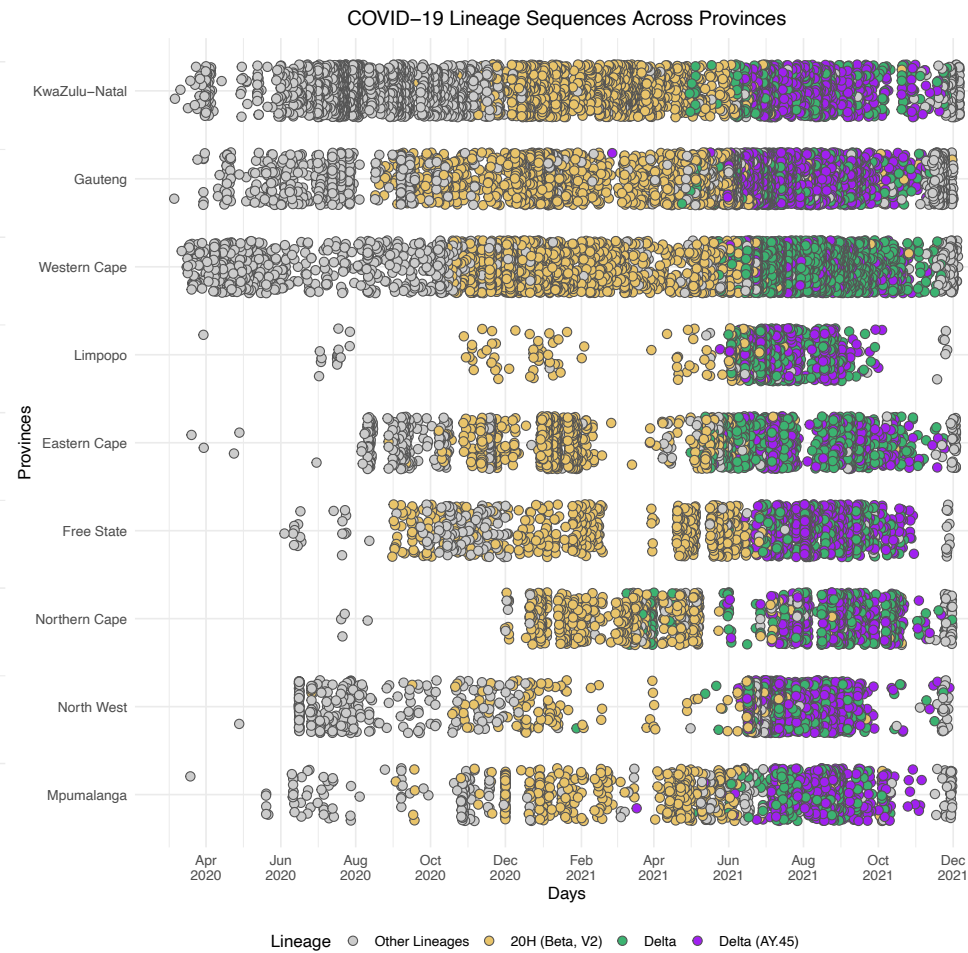 COVID−19 Lineage Sequences Across Provinces
Provinces
KwaZulu−Natal
Gauteng
Western Cape
Limpopo
Eastern Cape
Free State
Northern Cape
North West
Mpumalanga
Apr Jun Aug Oct Dec Feb Apr Jun Aug Oct Dec
2020 2020 2020 2020 2020 2021 2021 2021 2021 2021 2021
Days
Lineage Other Lineages 20H (Beta, V2) Delta Delta (AY.45)